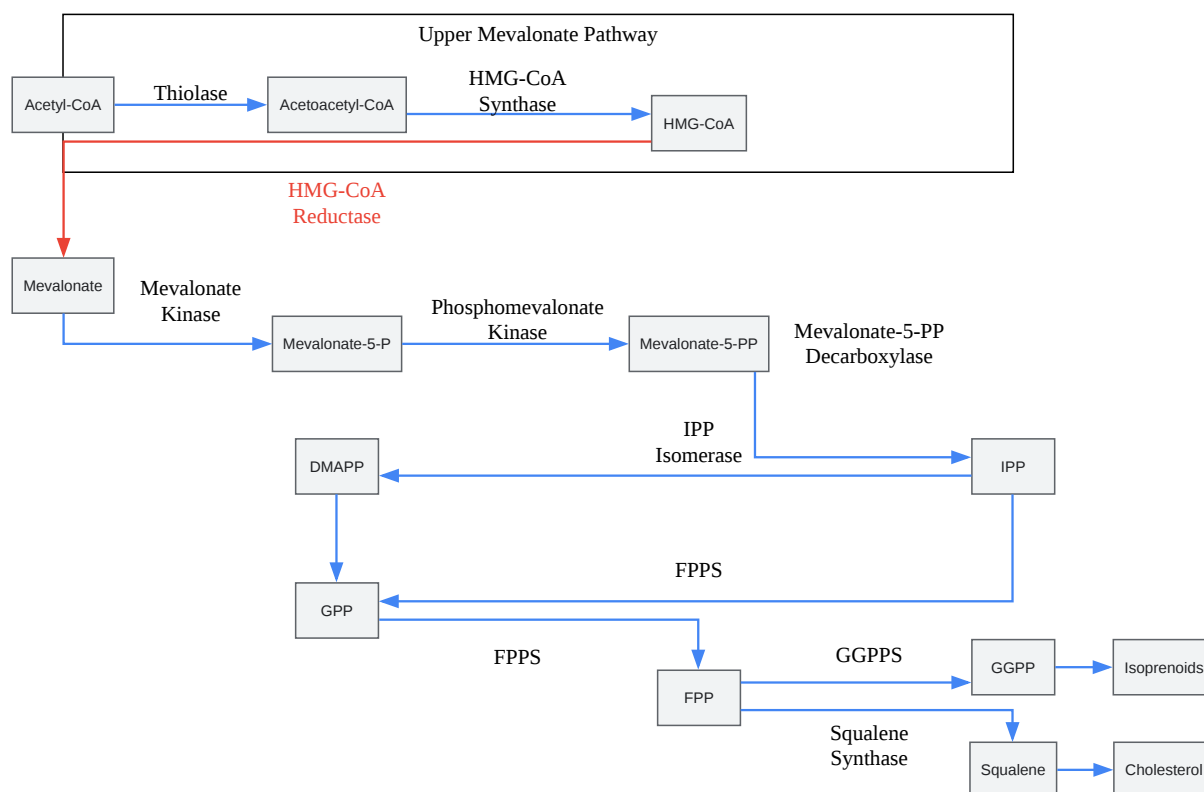 Upper Mevalonate Pathway
Acetyl-CoA
Thiolase
Acetoacetyl-CoA
HMG-CoA
Synthase
HMG-CoA
HMG-CoA
Reductase
Mevalonate
Mevalonate
Kinase
Mevalonate-5-P
Phosphomevalonate
Kinase
Mevalonate-5-PP
Mevalonate-5-PP
Decarboxylase
DMAPP
IPP
Isomerase
IPP
FPPS
GPP
FPPS
FPP
GGPPS
GGPP
Isoprenoids
Squalene
Synthase
Squalene
Cholesterol